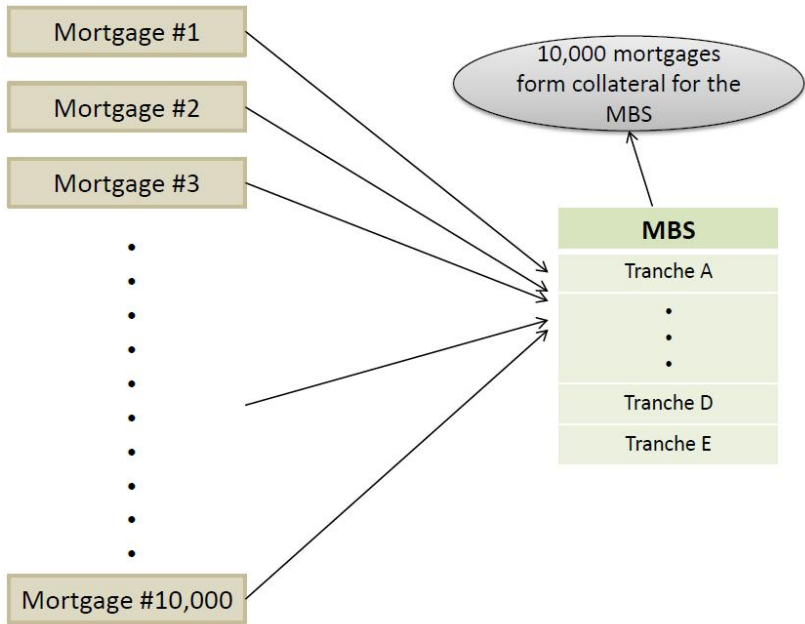 Mortgage #1
Mortgage #2
Mortgage #3
Mortgage #10,000
10,000 mortgages
form collateral for the
MBS
MBS
Tranche A
Tranche D
Tranche E